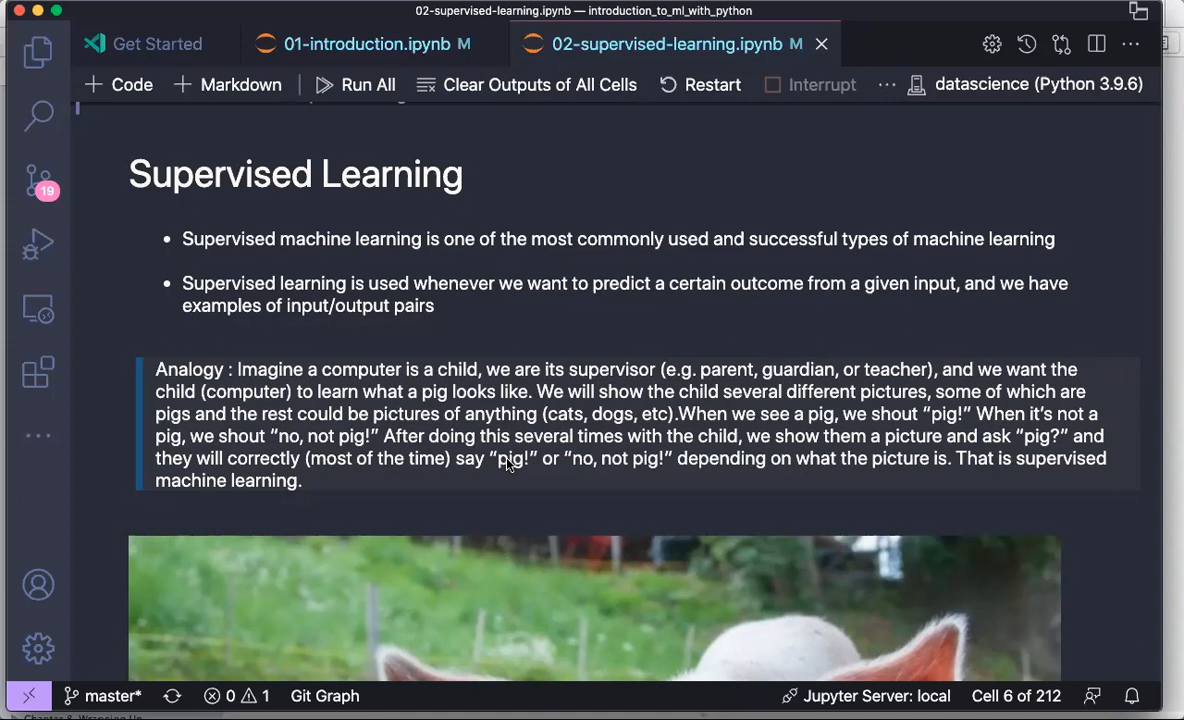 02-supervised-learning.ipynb — introduction_to_ml_with_python
Get Started
01-introduction.ipynb M
02-supervised-learning.ipynb M
Code
Markdown
Run All
Clear Outputs of All Cells
Restart
Interrupt
datascience (Python 3.9.6)
19
Supervised Learning
• Supervised machine learning is one of the most commonly used and successful types of machine learning
• Supervised learning is used whenever we want to predict a certain outcome from a given input, and we have
examples of input/output pairs
Analogy : Imagine a computer is a child, we are its supervisor (e.g. parent, guardian, or teacher), and we want the
child (computer) to learn what a pig looks like. We will show the child several different pictures, some of which are
pigs and the rest could be pictures of anything (cats, dogs, etc).When we see a pig, we shout “pig!” When it’s not a
pig, we shout “no, not pig!” After doing this several times with the child, we show them a picture and ask “pig?” and
they will correctly (most of the time) say “pig!” or “no, not pig!” depending on what the picture is. That is supervised
machine learning.
master*
0
1
Git Graph
Jupyter Server: local
Cell 6 of 212